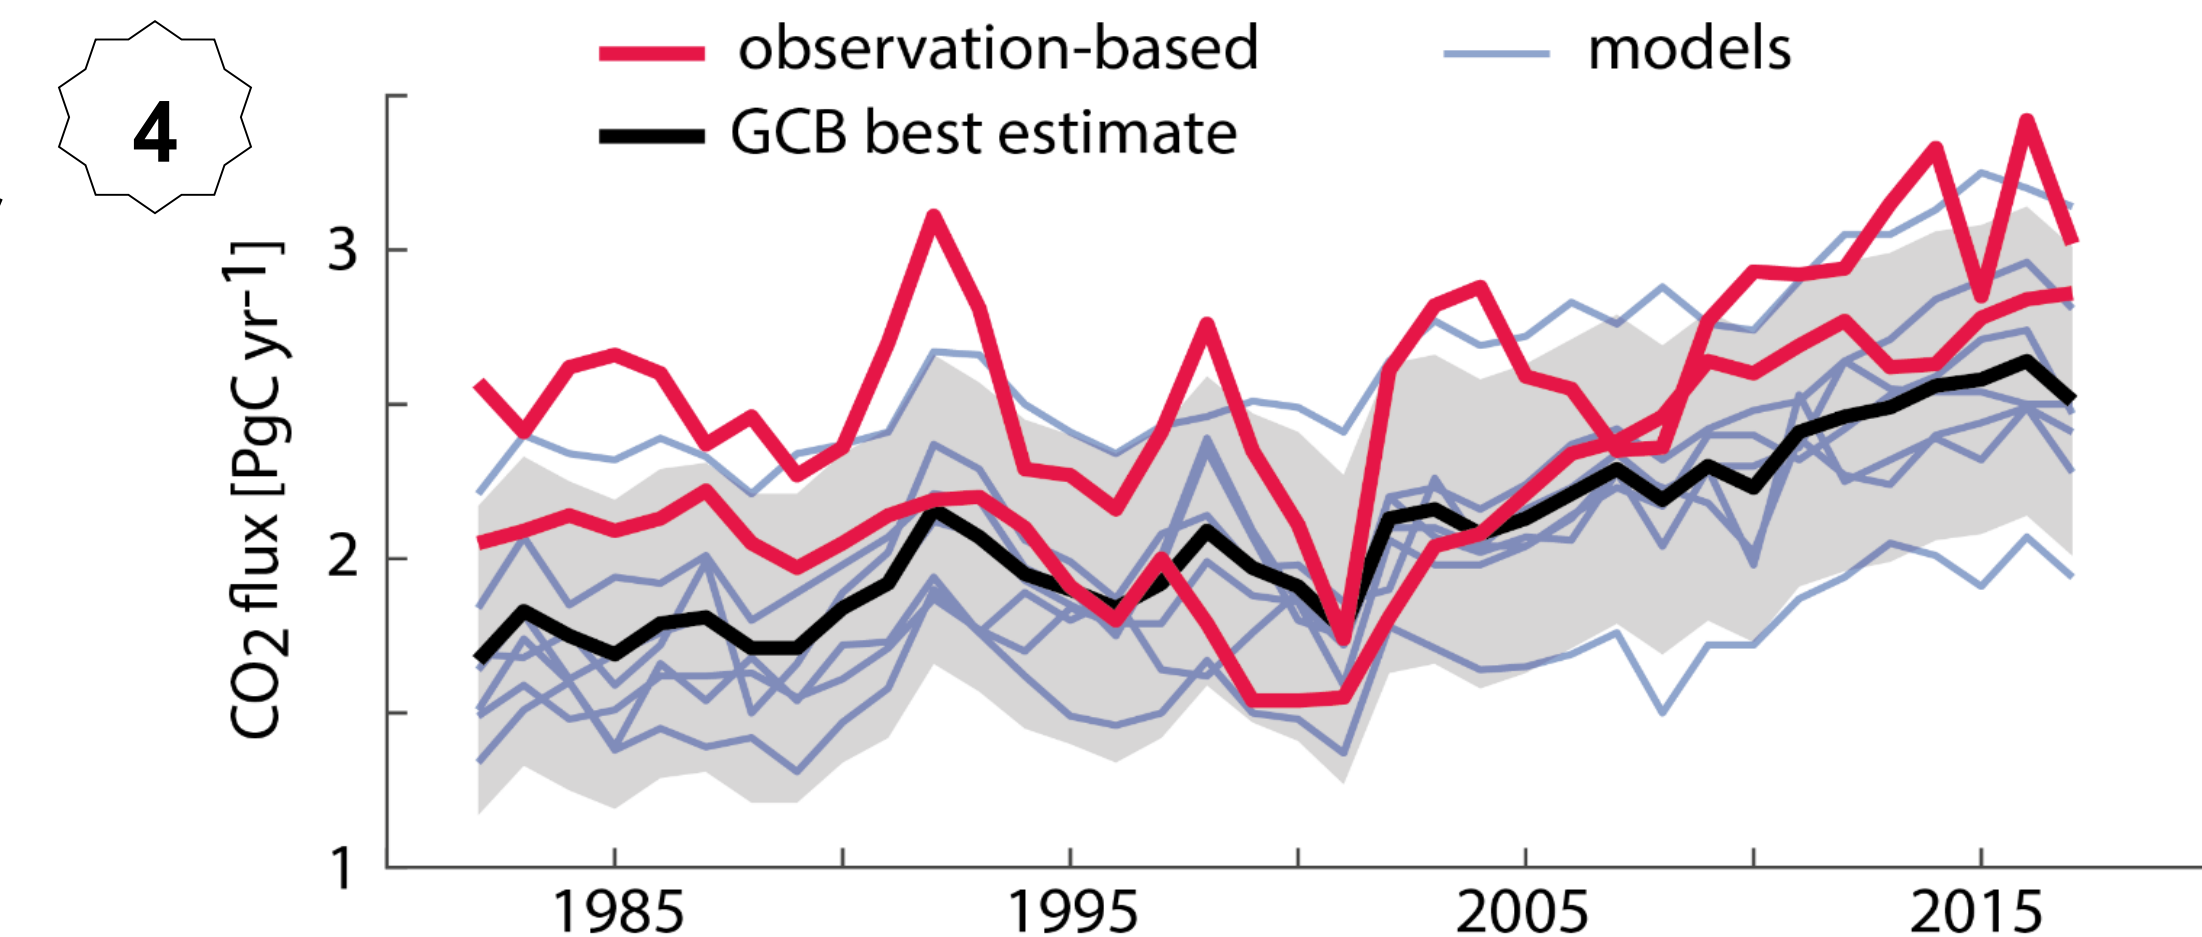 4
observation-based
models
GCB best estimate
CO2 flux [PgC yr-1]
3
2
1
1985
1995
2005
2015